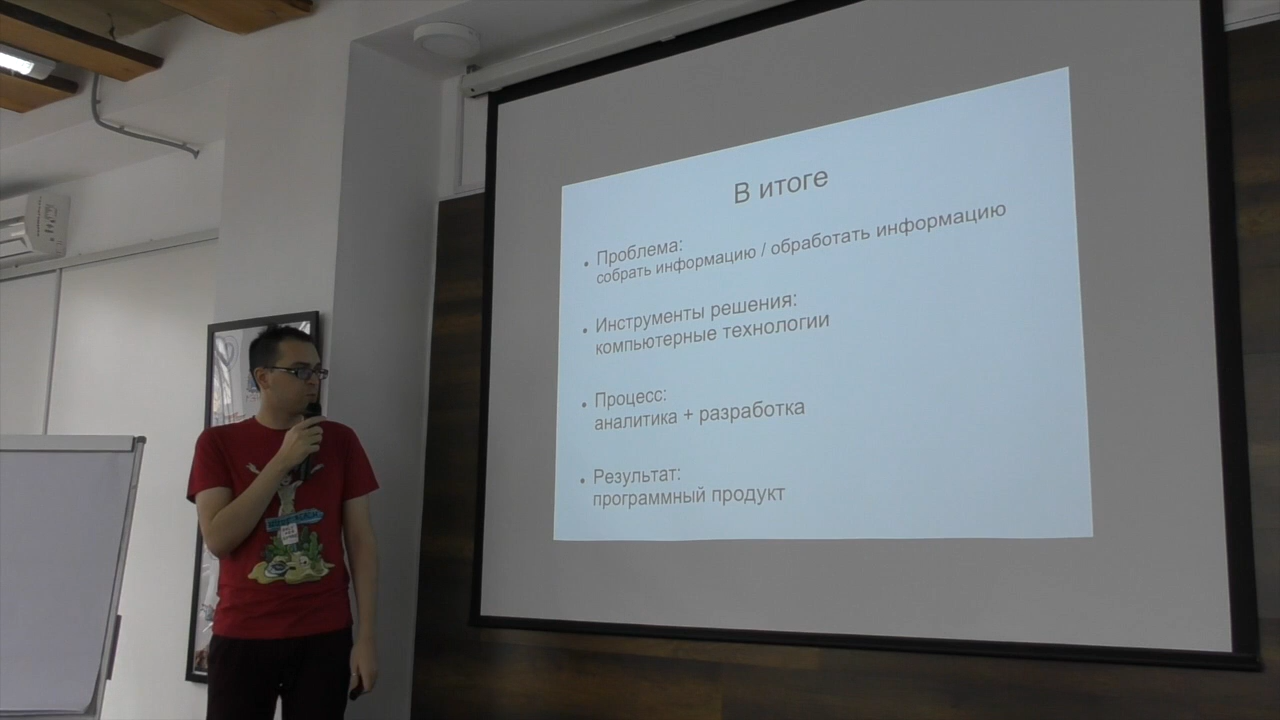 В итоге
Проблема:
собрать информацию / обработать информацию
Инструменты решения:
компьютерные технологии
Процесс:
аналитика + разработка
Результат:
программный продукт